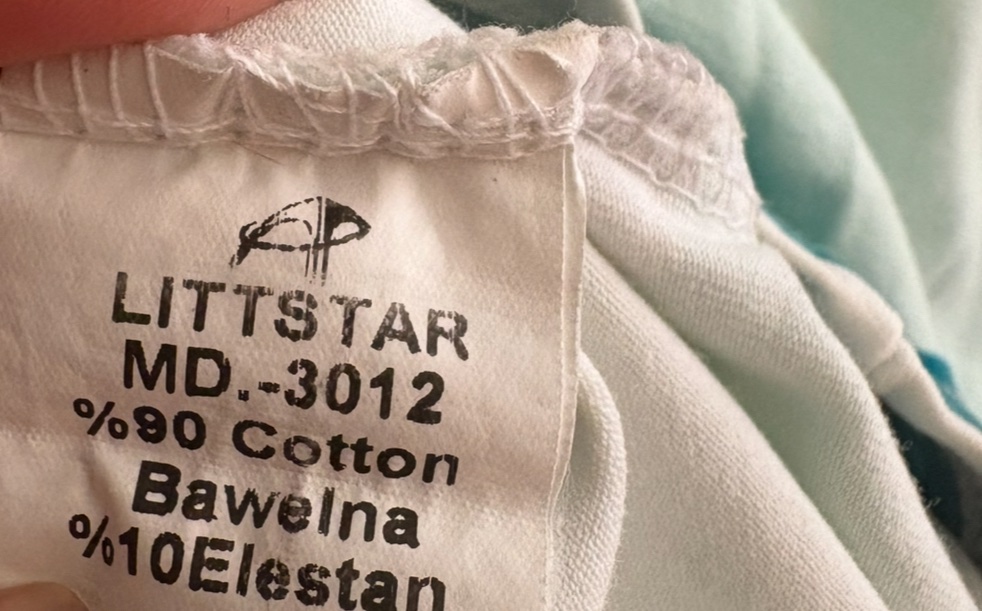 LITTSTAR
MD.-3012
%90 Cotton
Bawelna
%10Elestan